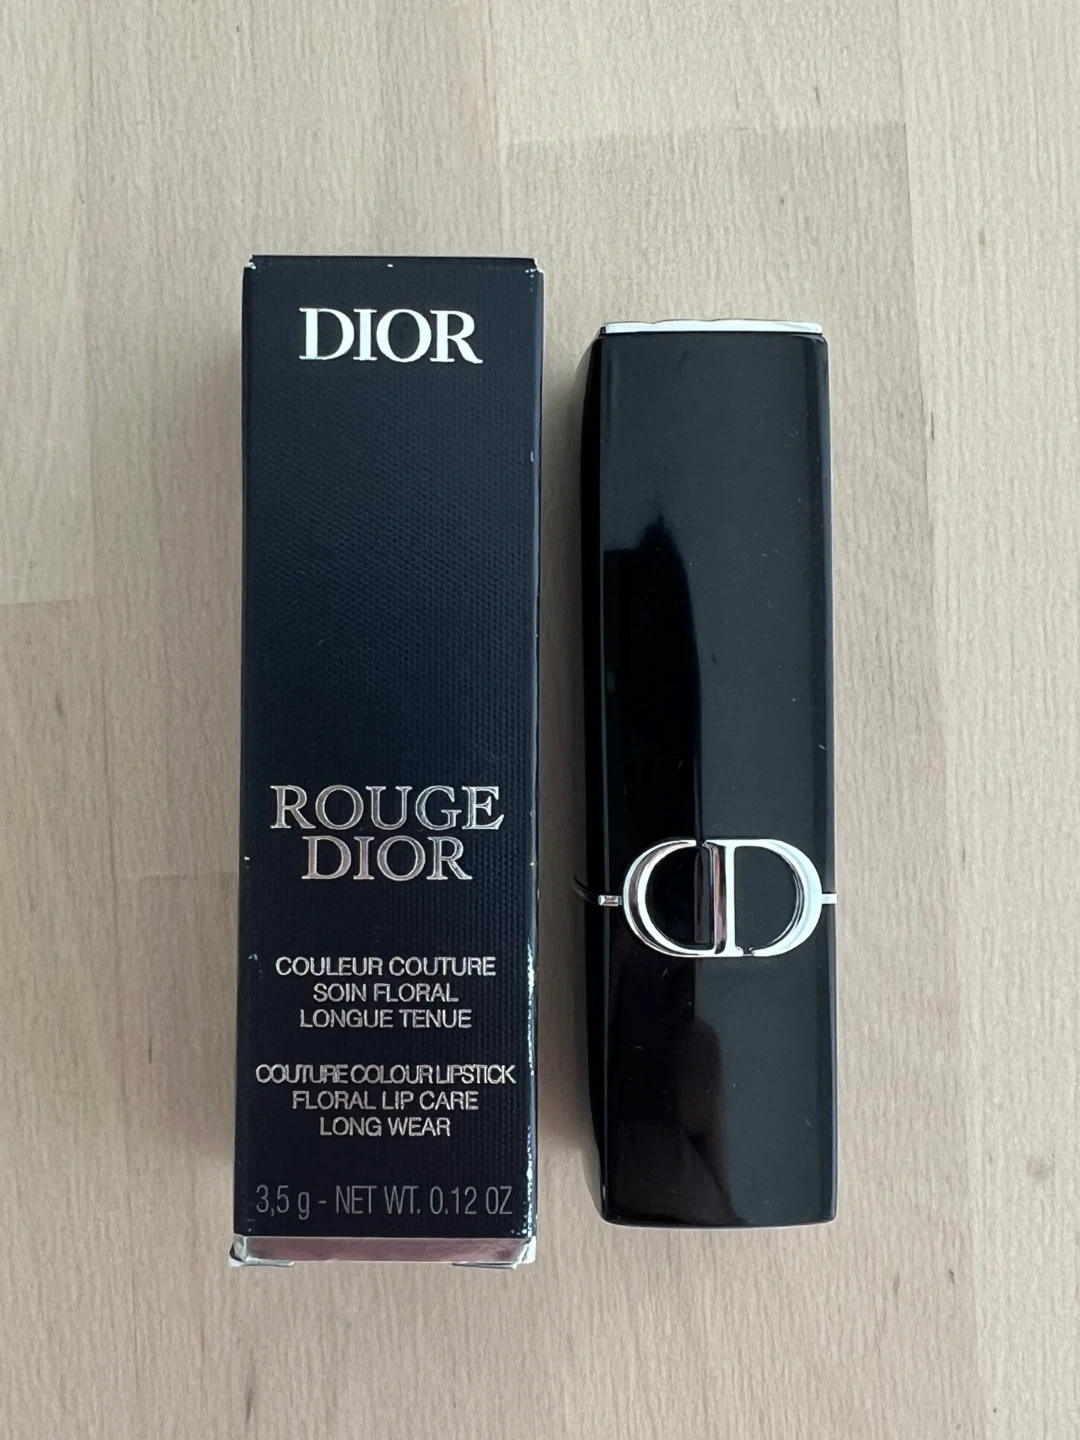 DIOR
ROUGE
DIOR
COULEUR COUTURE
SOIN FLORAL
LONGUE TENUE
COUTURE COLOUR LIPSTICK
FLORAL LIP CARE
LONG WEAR
3,5 g - NET WT. 0.12 OZ
CD